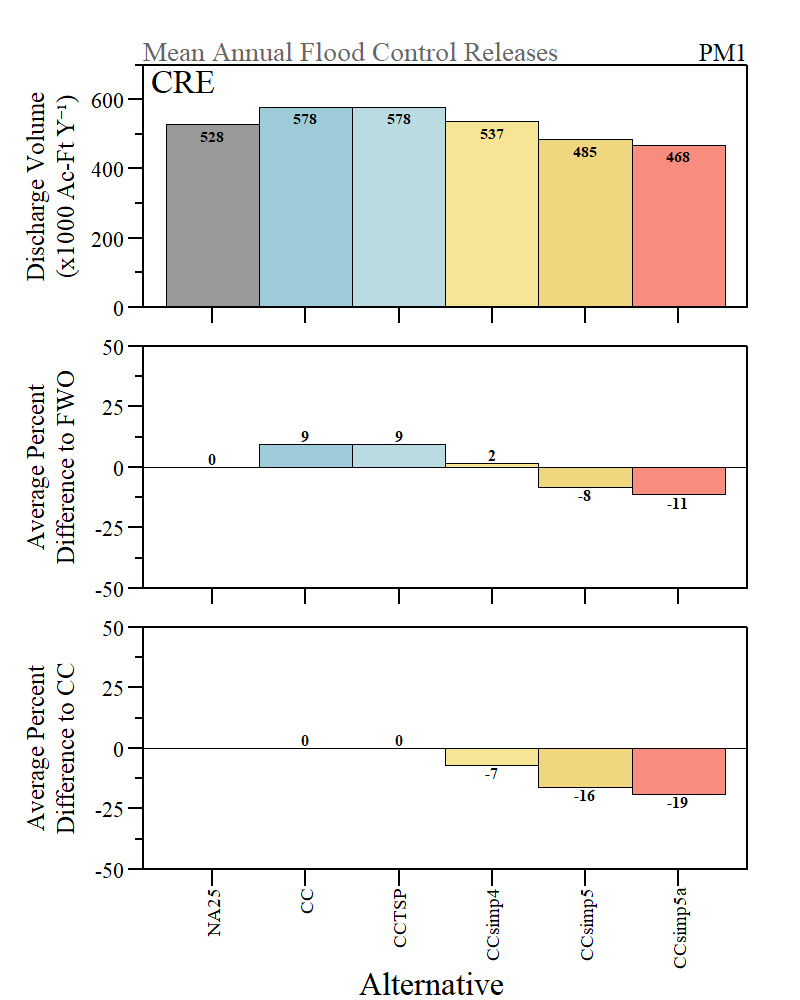 Mean Annual Flood Control Releases
PM1
CRE
Discharge Volume
(x1000 Ac-Ft Y⁻¹)
600
400
200
0
528
578
578
537
485
468
Average Percent
Difference to FWO
50
25
0
-25
-50
0
9
9
2
-8
-11
Average Percent
Difference to CC
50
25
0
-25
-50
0
0
-7
-16
-19
NA25
CC
CCTSP
CCsimp4
CCsimp5
CCsimp5a
Alternative